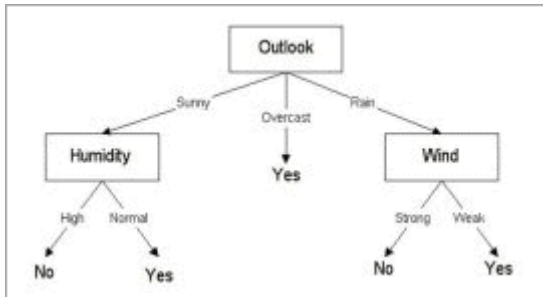 Outlook
Sunny
Overcast
Rain
Humidity
Yes
Wind
High
Normal
Strong
Weak
No
Yes
No
Yes